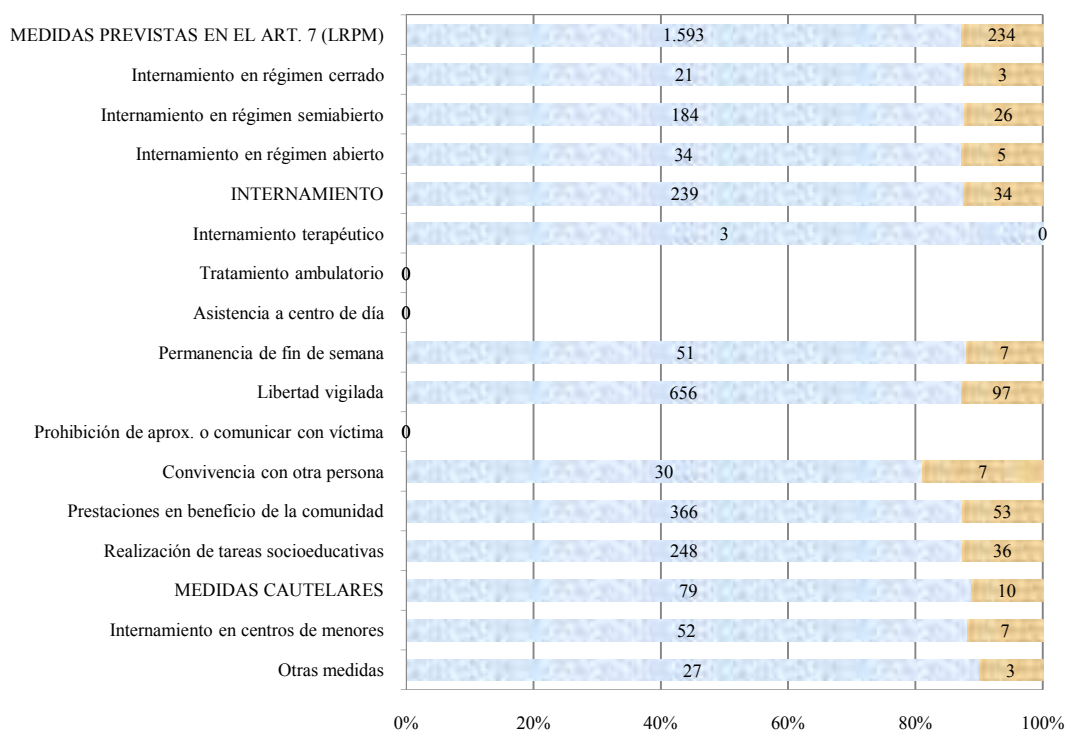 MEDIDAS PREVISTAS EN EL ART. 7 (LRPM) 1.593 234
Internamiento en régimen cerrado 21 3
Internamiento en régimen semiabierto 184 26
Internamiento en régimen abierto 34 5
INTERNAMIENTO 239 34
Internamiento terapéutico 3 0
Tratamiento ambulatorio 0
Asistencia a centro de día 0
Permanencia de fin de semana 51 7
Libertad vigilada 656 97
Prohibición de aprox. o comunicar con víctima 0
Convivencia con otra persona 30 7
Prestaciones en beneficio de la comunidad 366 53
Realización de tareas socioeducativas 248 36
MEDIDAS CAUTELARES 79 10
Internamiento en centros de menores 52 7
Otras medidas 27 3
0% 20% 40% 60% 80% 100%